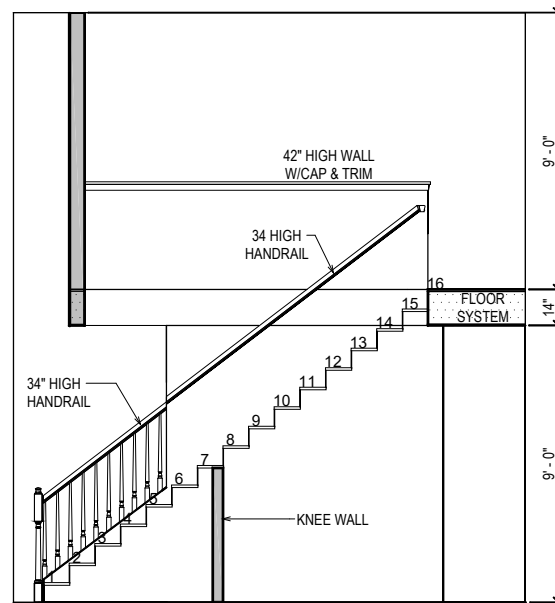 42" HIGH WALL
W/CAP & TRIM
34 HIGH
HANDRAIL
34" HIGH
HANDRAIL
KNEE WALL
FLOOR
SYSTEM
2
3
4
5
6
7
8
9
10
11
12
13
14
15
16
9' - 0"
14"
9' - 0"